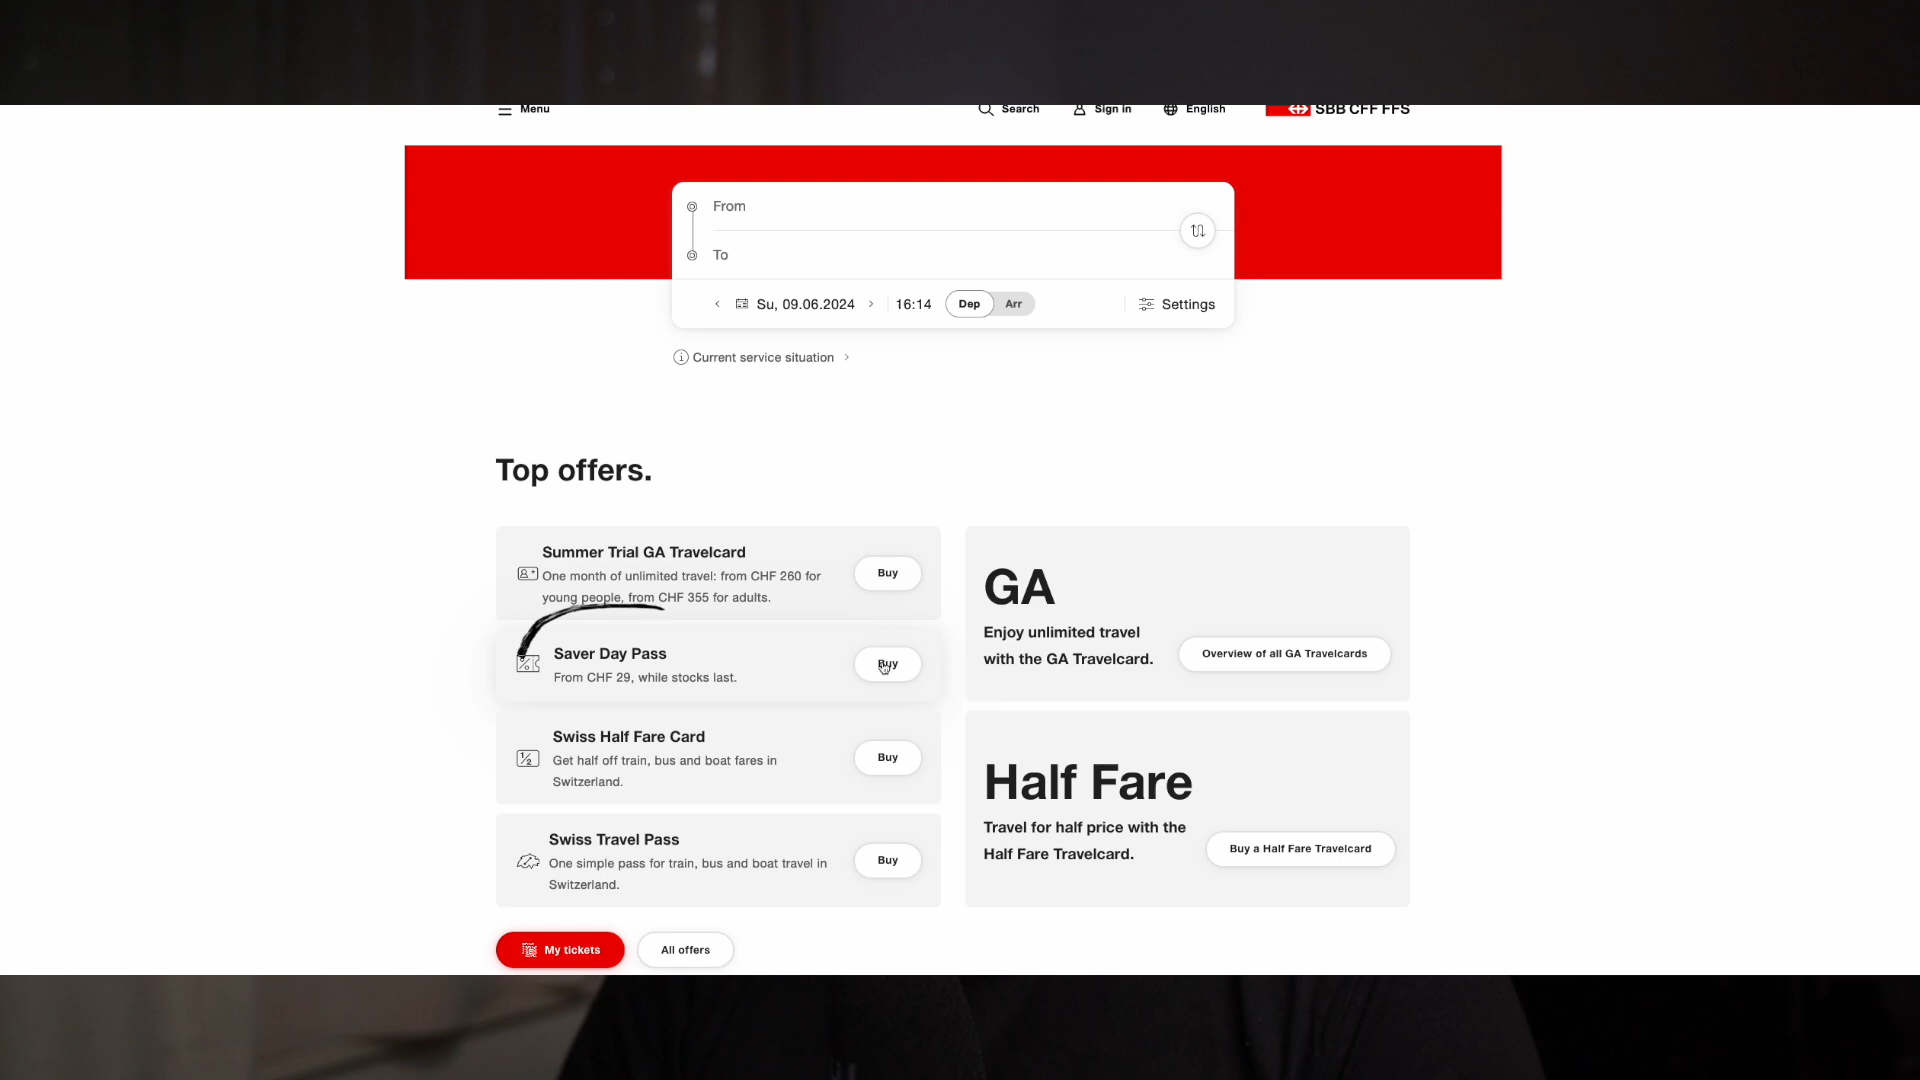 Menu
Search
Sign in
English
SBB CFF FFS
From
To
Su, 09.06.2024
16:14
Dep
Arr
Settings
Current service situation
Top offers.
Summer Trial GA Travelcard
One month of unlimited travel: from CHF 260 for
young people, from CHF 355 for adults.
Buy
Saver Day Pass
From CHF 29, while stocks last.
Buy
Swiss Half Fare Card
Get half off train, bus and boat fares in
Switzerland.
Buy
Swiss Travel Pass
One simple pass for train, bus and boat travel in
Switzerland.
Buy
GA
Enjoy unlimited travel
with the GA Travelcard.
Overview of all GA Travelcards
Half Fare
Travel for half price with the
Half Fare Travelcard.
Buy a Half Fare Travelcard
My tickets
All offers